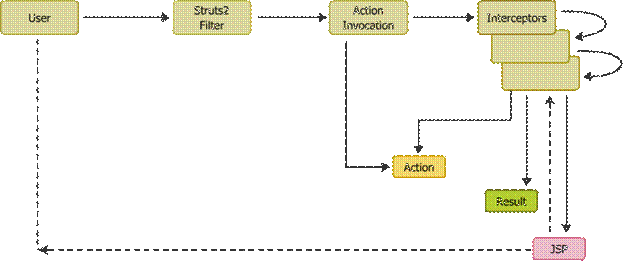 User
Struts2
Filter
Action
Invocation
Interceptors
Action
Result
JSP